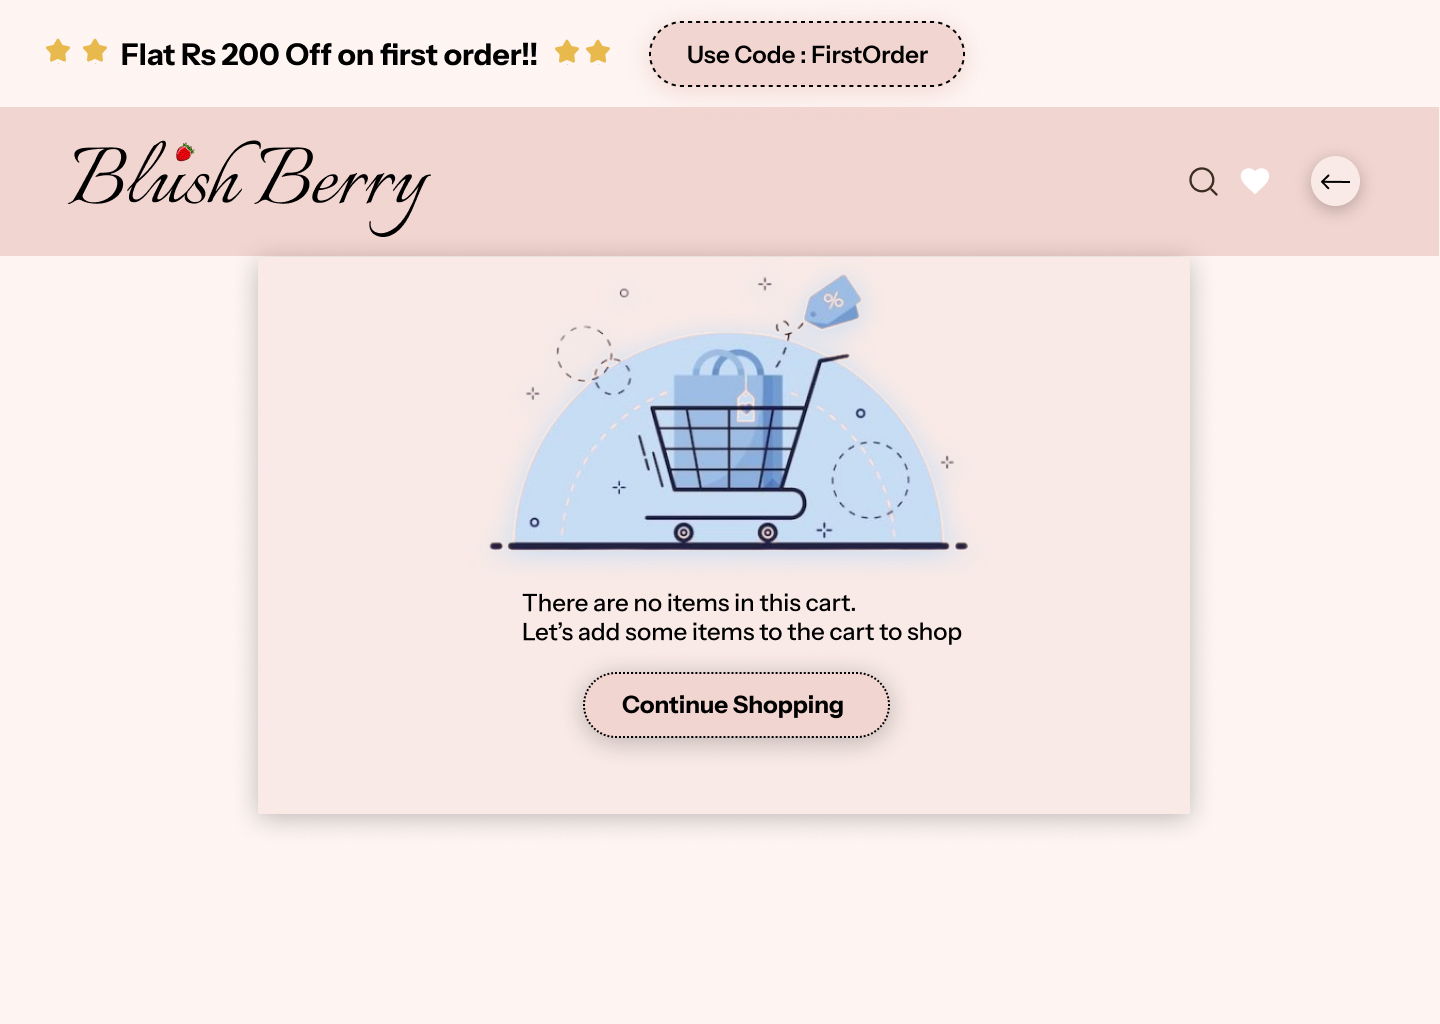 Flat Rs 200 Off on first order!!
Use Code : FirstOrder
Blush Berry
%
There are no items in this cart.
Let’s add some items to the cart to shop
Continue Shopping